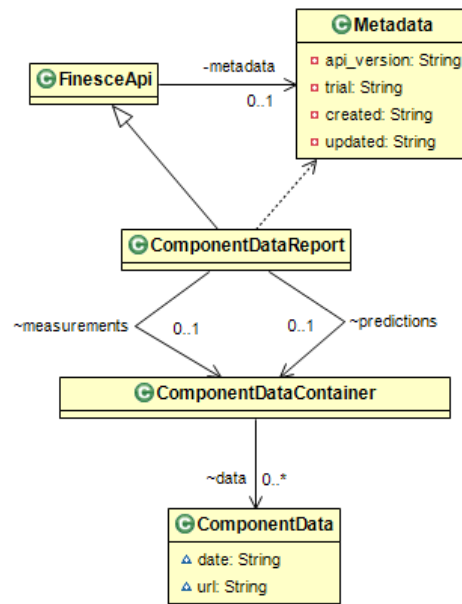 C Metadata
api_version: String
trial: String
created: String
updated: String
C FinesceApi
-metadata
0..1
C ComponentDataReport
~measurements
0..1
0..1
~predictions
C ComponentDataContainer
~data
0..*
C ComponentData
date: String
url: String